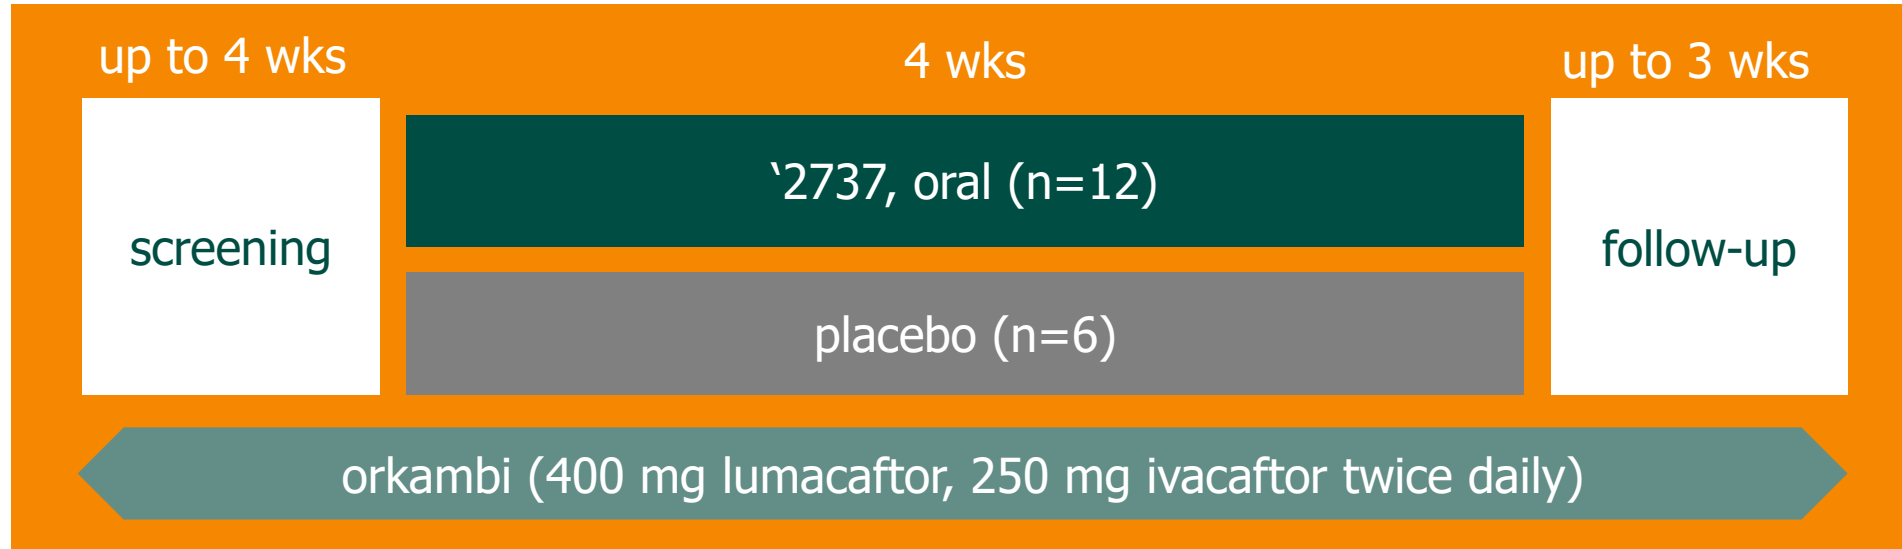 up to 4 wks
4 wks
up to 3 wks
screening
‘2737, oral (n=12)
placebo (n=6)
follow-up
orkambi (400 mg lumacaftor, 250 mg ivacaftor twice daily)